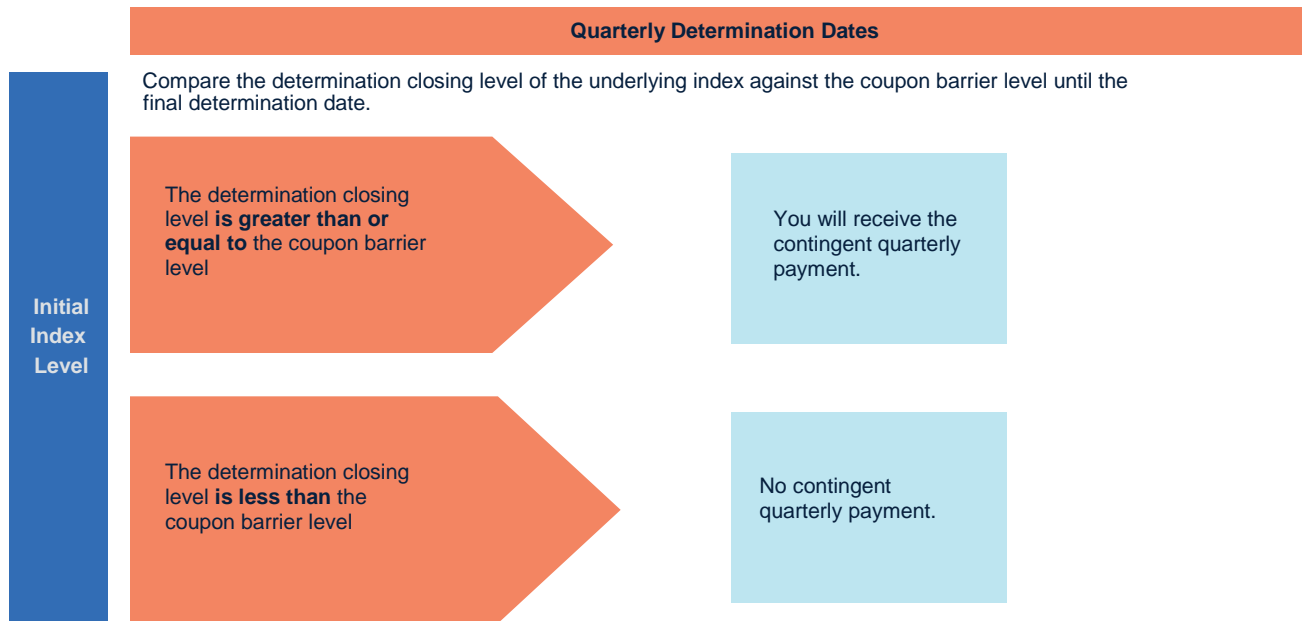 Quarterly Determination Dates
Compare the determination closing level of the underlying index against the coupon barrier level until the
final determination date.
Initial
Index
Level
The determination closing
level is greater than or
equal to the coupon barrier
level
You will receive the
contingent quarterly
payment.
The determination closing
level is less than the
coupon barrier level
No contingent
quarterly payment.